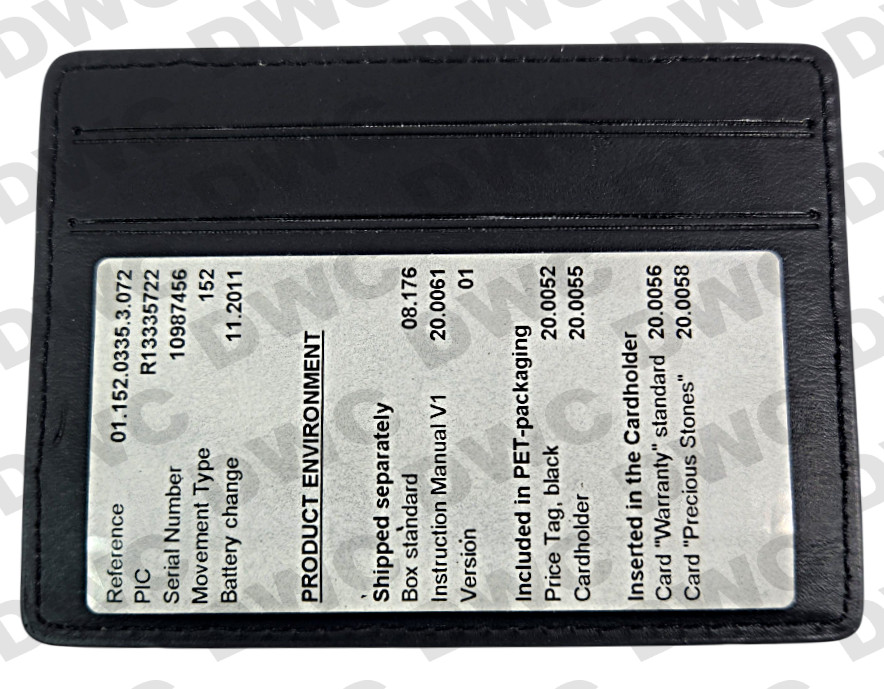 Reference 01.152.0335.3.072
PIC R13335722
Serial Number 10987456
Movement Type 152
Battery change 11.2011
PRODUCT ENVIRONMENT
Shipped separately
Box standard 08.176
Instruction Manual V1 20.0061
Version 01
Included in PET-packaging
Price Tag, black 20.0052
Cardholder 20.0055
Inserted in the Cardholder
Card "Warranty" standard 20.0056
Card "Precious Stones" 20.0058
DWC